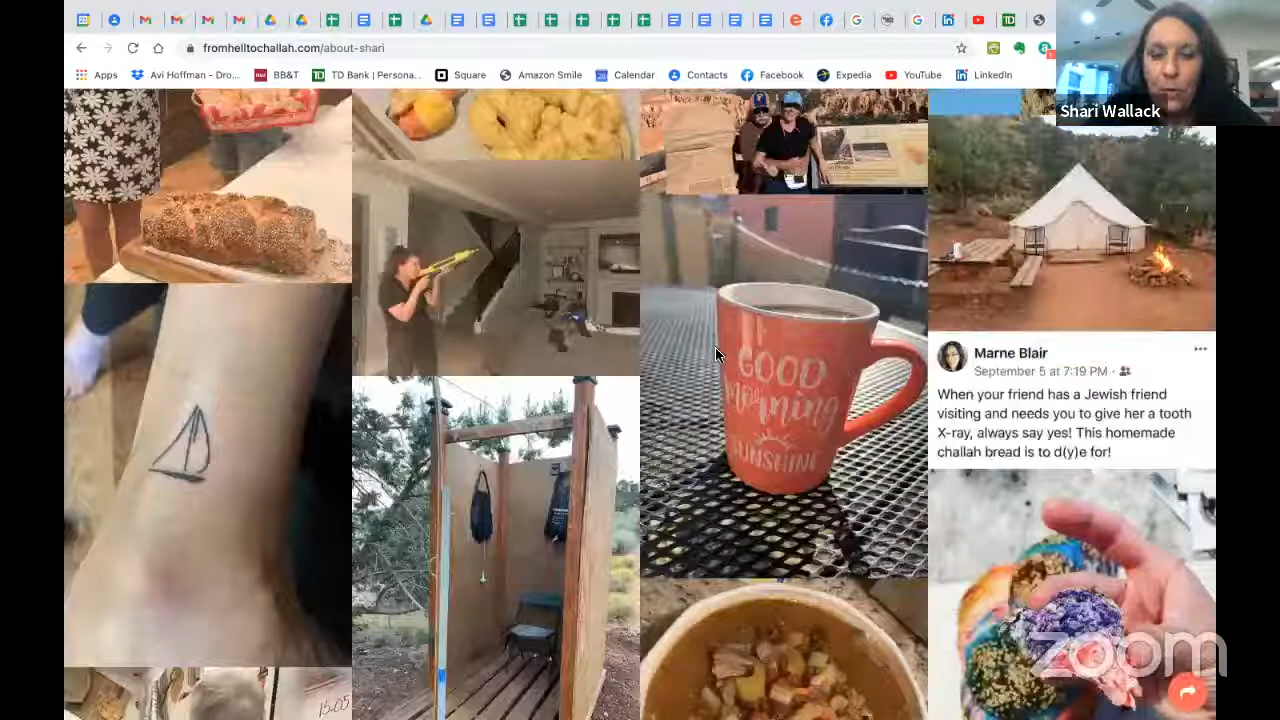 fromhelltochallah.com/about-shari
Apps
Avi Hoffman - Dro...
BB&T
TD Bank | Persona...
Square
Amazon Smile
Calendar
Contacts
Facebook
Expedia
YouTube
LinkedIn
Shari Wallack
GOOD
morning
SUNSHINE
Marne Blair
September 5 at 7:19 PM ·
When your friend has a Jewish friend
visiting and needs you to give her a tooth
X-ray, always say yes! This homemade
challah bread is to d(y)e for!
1505
zoom